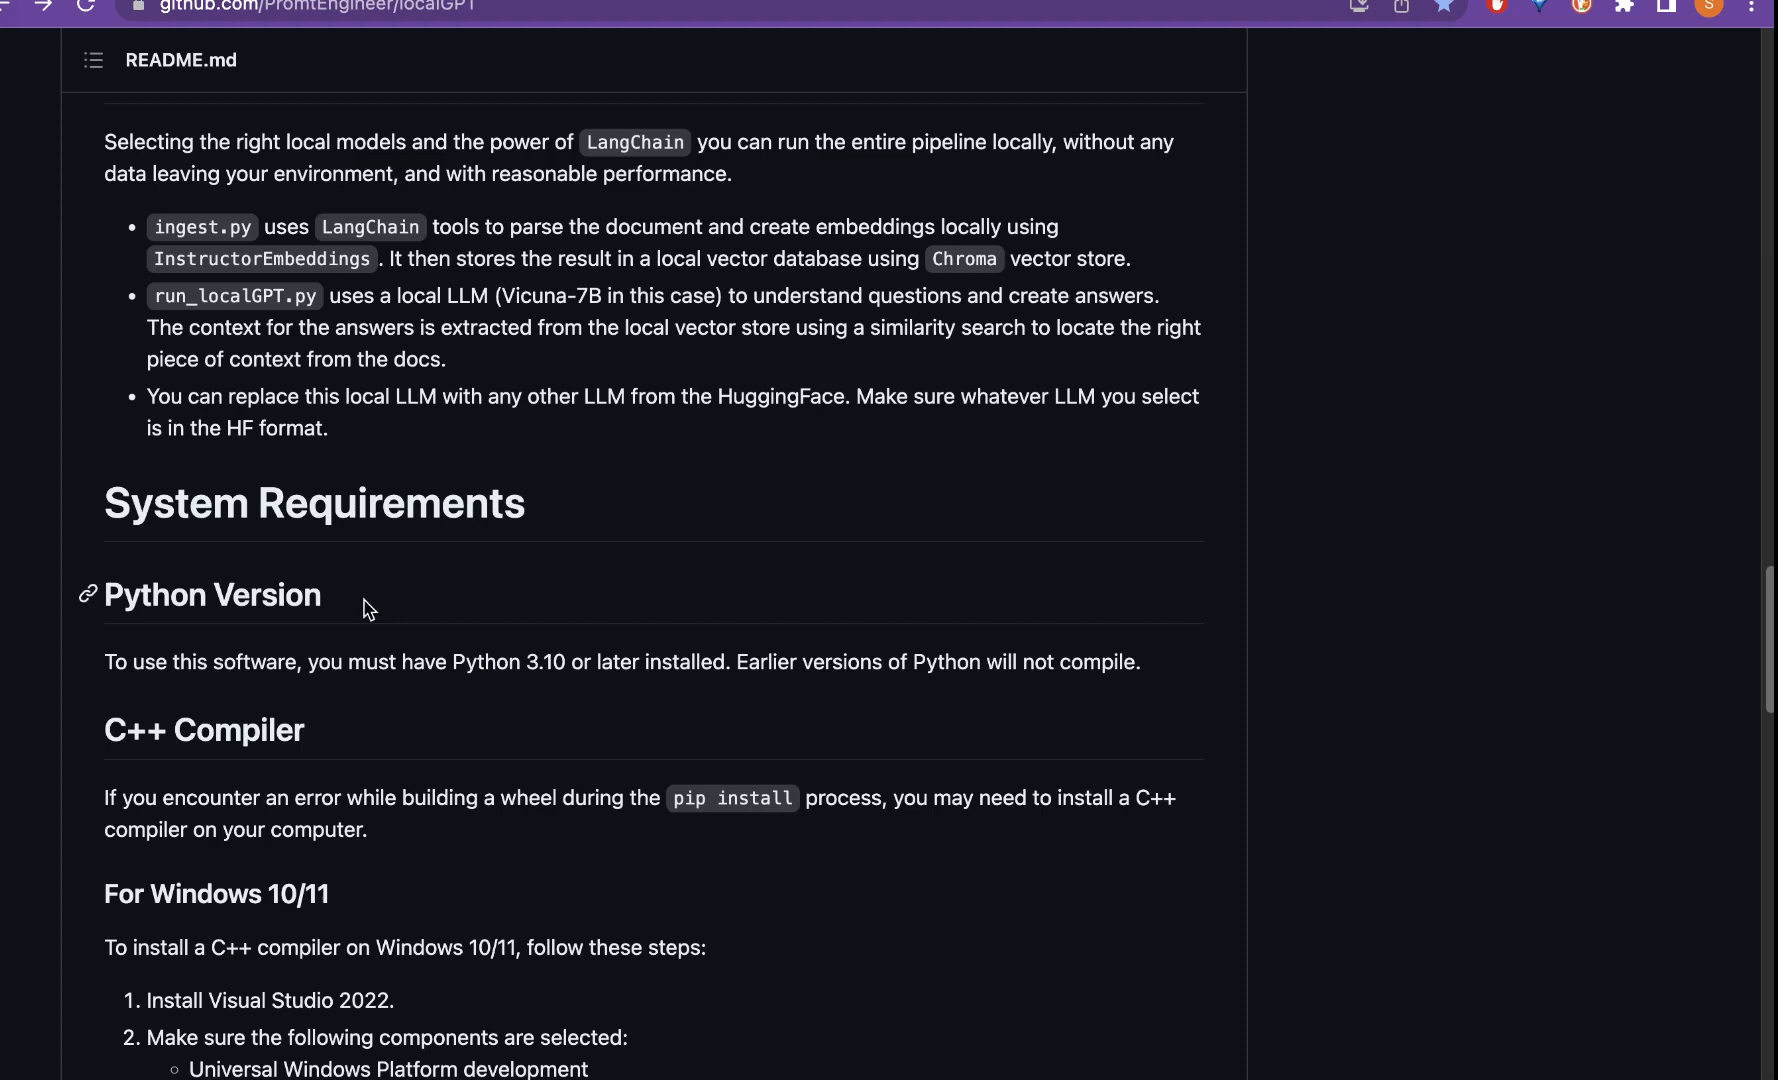 github.com/PromtEngineer/localGPT
S
README.md
Selecting the right local models and the power of LangChain you can run the entire pipeline locally, without any
data leaving your environment, and with reasonable performance.
• ingest.py uses LangChain tools to parse the document and create embeddings locally using
InstructorEmbeddings . It then stores the result in a local vector database using Chroma vector store.
• run_localGPT.py uses a local LLM (Vicuna-7B in this case) to understand questions and create answers.
The context for the answers is extracted from the local vector store using a similarity search to locate the right
piece of context from the docs.
• You can replace this local LLM with any other LLM from the HuggingFace. Make sure whatever LLM you select
is in the HF format.
System Requirements
Python Version
To use this software, you must have Python 3.10 or later installed. Earlier versions of Python will not compile.
C++ Compiler
If you encounter an error while building a wheel during the pip install process, you may need to install a C++
compiler on your computer.
For Windows 10/11
To install a C++ compiler on Windows 10/11, follow these steps:
1. Install Visual Studio 2022.
2. Make sure the following components are selected:
◦ Universal Windows Platform development